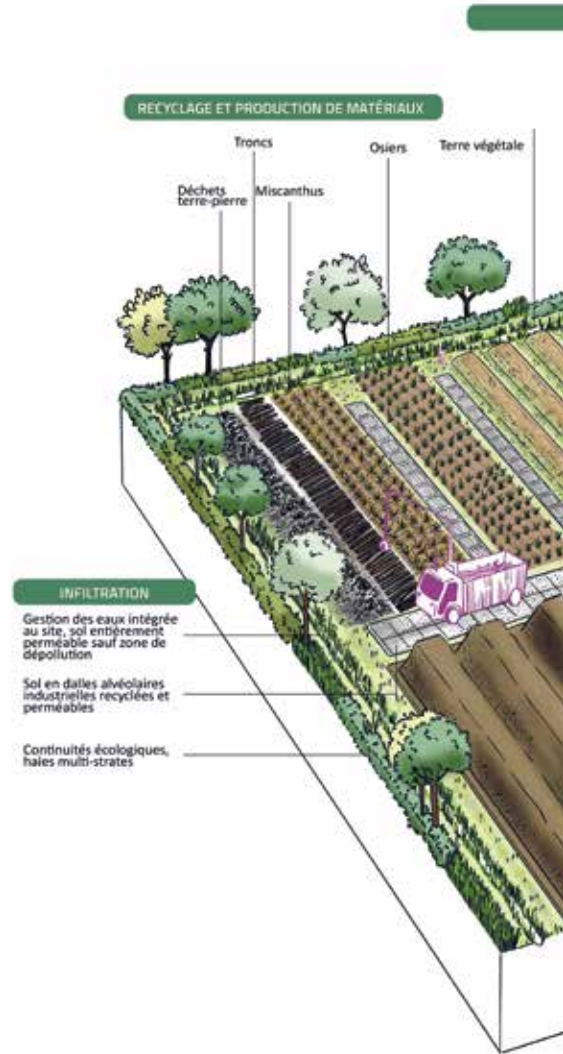 RECYCLAGE ET PRODUCTION DE MATÉRIAUX
Troncs
Osiers
Terre végétale
Déchets
terre-pierre
Miscanthus
INFILTRATION
Gestion des eaux intégrée
au site, sol entièrement
perméable sauf zone de
dépollution
Sol en dalles alvéolaires
industrielles recyclées et
perméables
Continuités écologiques,
haies multi-strates